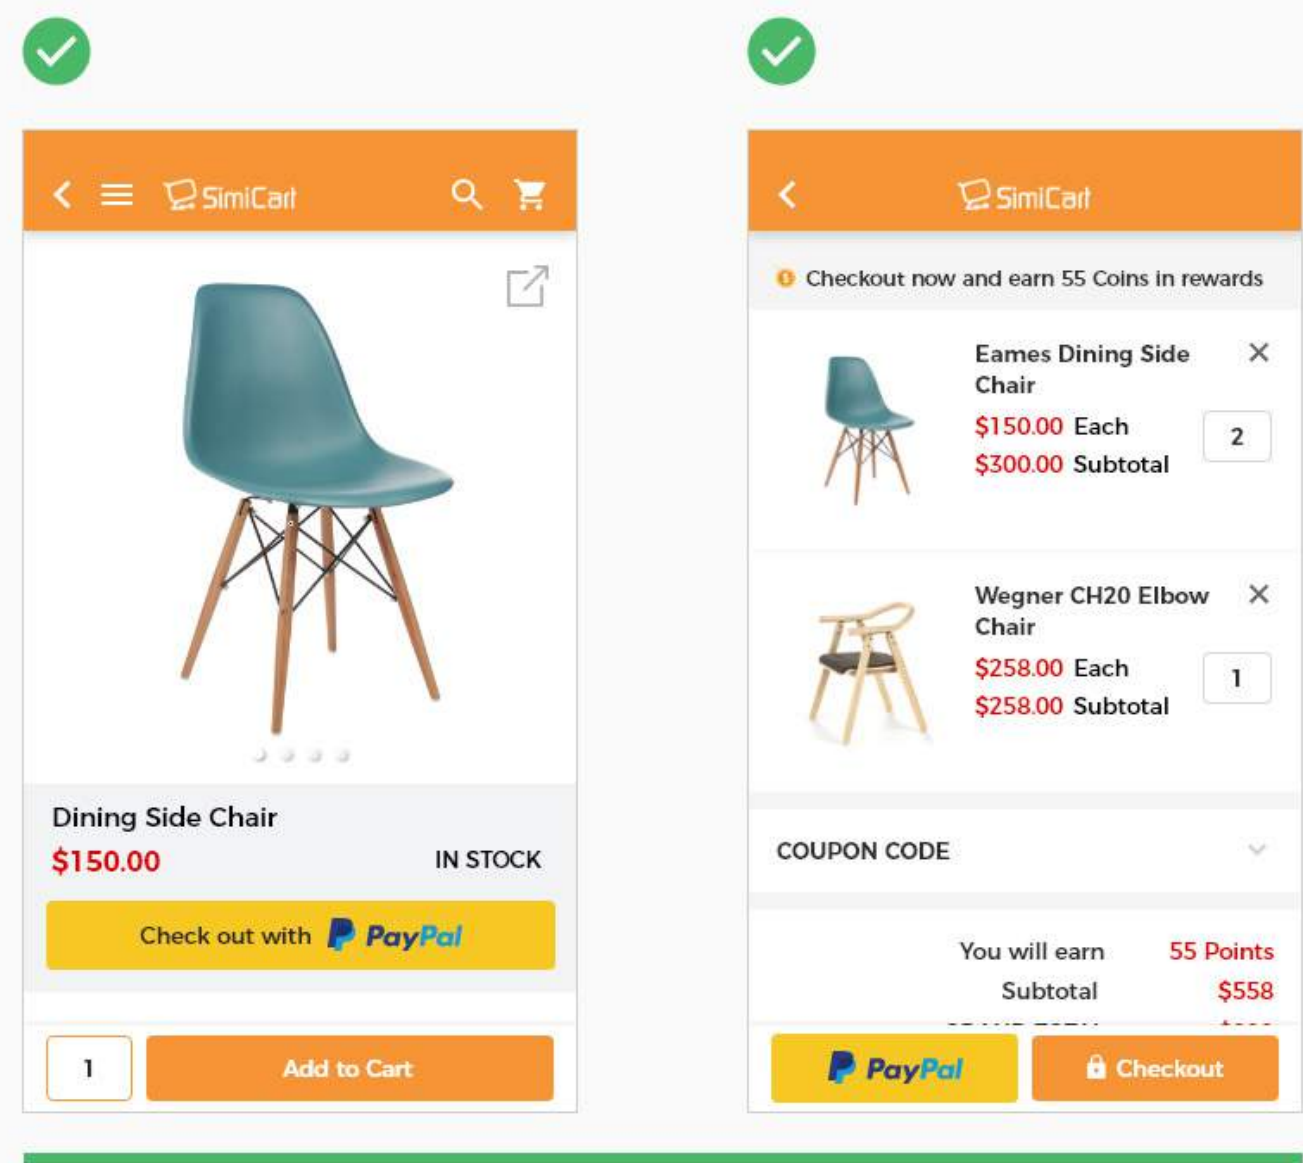 SimiCart
Dining Side Chair
$150.00
IN STOCK
Check out with PayPal
1
Add to Cart
SimiCart
Checkout now and earn 55 Coins in rewards
Eames Dining Side
Chair
$150.00 Each
2
$300.00 Subtotal
Wegner CH20 Elbow
Chair
$258.00 Each
1
$258.00 Subtotal
COUPON CODE
You will earn 55 Points
Subtotal $558
PayPal
Checkout